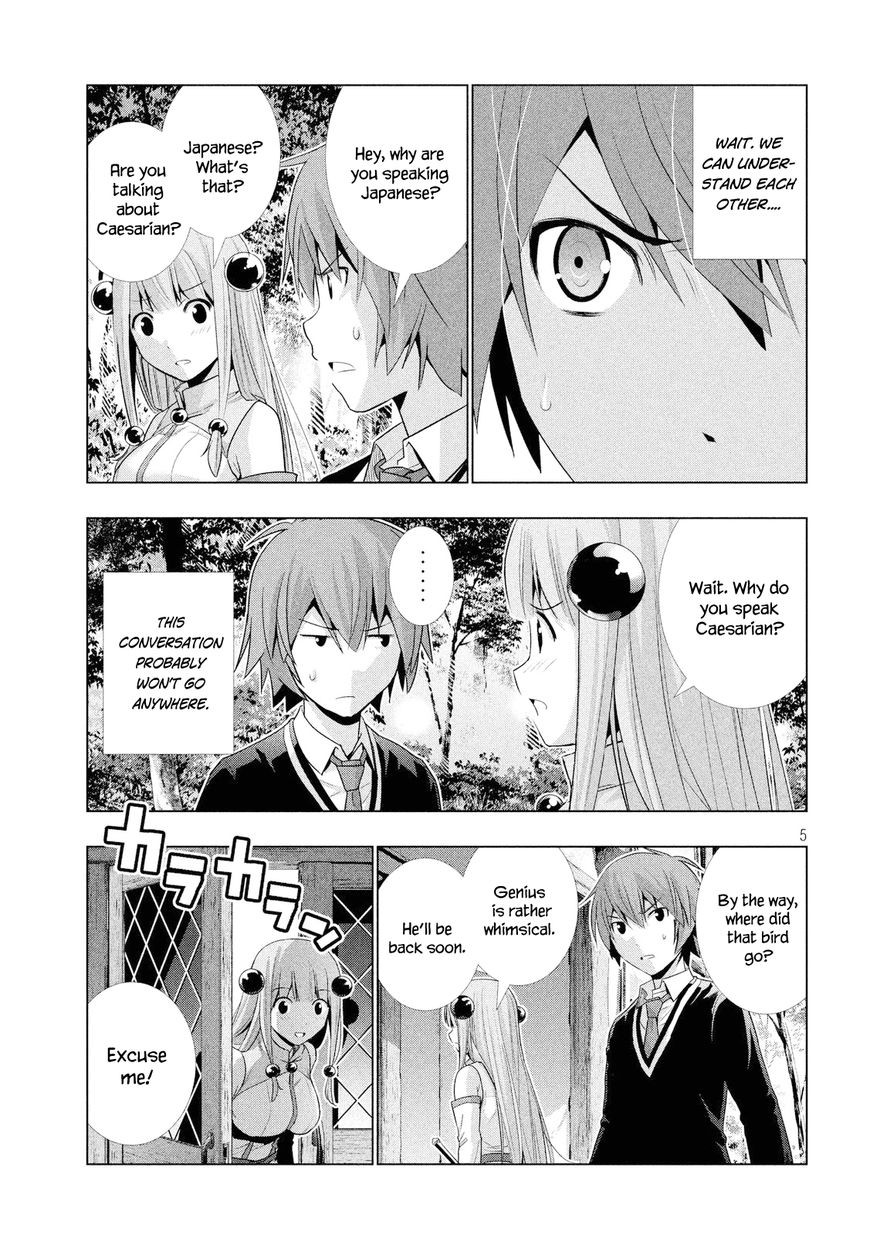 WAIT. WE
CAN UNDER-
STAND EACH
OTHER....
Hey, why are
you speaking
Japanese?
Japanese?
What's
that?
Are you
talking
about
Caesarian?
Wait. Why do
you speak
Caesarian?
......
THIS
CONVERSATION
PROBABLY
WON'T GO
ANYWHERE.
5
By the way,
where did
that bird
go?
Genius
is rather
whimsical.
He'll be
back soon.
カラ
カラン
Excuse
me!